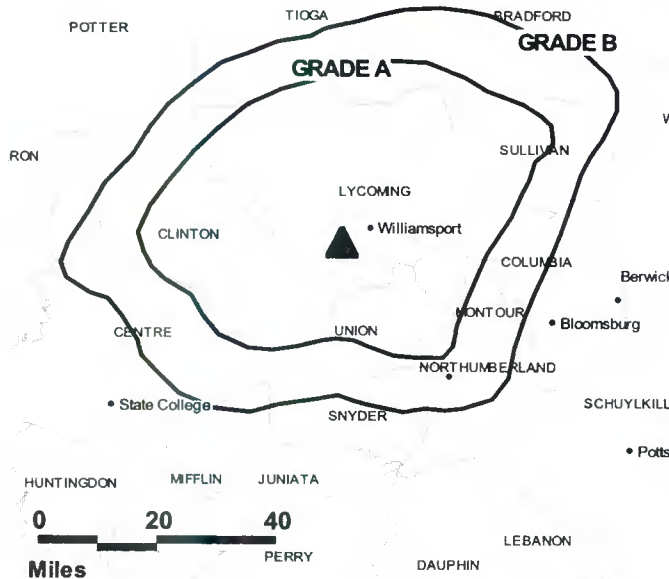 TIOGA
BRADFORD
POTTER
GRADE B
GRADE A
W
SULLIVAN
RON
LYCOMING
Williamsport
CLINTON
COLUMBIA
Berwick
MONTOUR
Bloomsburg
CENTRE
UNION
NORTHUMBERLAND
State College
SNYDER
SCHUYLKILL
Potts
HUNTINGDON MIFFLIN JUNIATA
0 20 40
Miles
PERRY
LEBANON
DAUPHIN